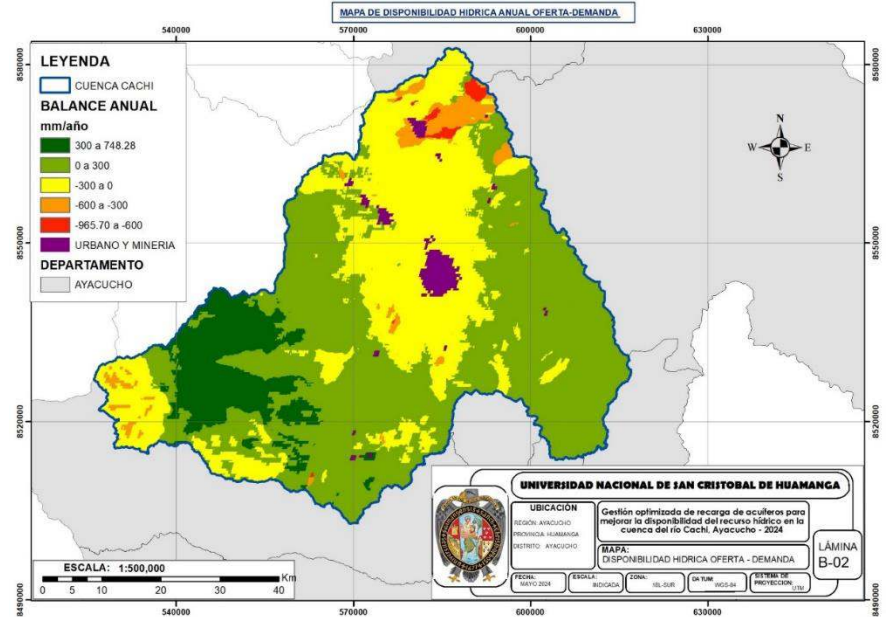 MAPA DE DISPONIBILIDAD HIDRICA ANUAL OFERTA-DEMANDA
540000
570000
600000
630000
8580000
8580000
LEYENDA
CUENCA CACHI
BALANCE ANUAL
mm/año
300 a 748.28
0 a 300
-300 a 0
-600 a -300
-965.70 a -600
URBANO Y MINERIA
DEPARTAMENTO
AYACUCHO
N
W
E
S
8550000
8550000
8520000
8520000
UNIVERSIDAD NACIONAL DE SAN CRISTOBAL DE HUAMANGA
UBICACIÓN
REGIÓN AYACUCHO
PROVINCIA HUAMANGA
DISTRITO AYACUCHO
Gestión optimizada de recarga de acuíferos para
mejorar la disponibilidad del recurso hídrico en la
cuenca del río Cachi, Ayacucho - 2024
MAPA:
DISPONIBILIDAD HIDRICA OFERTA - DEMANDA
LÁMINA
B-02
FECHA:
MAYO 2024
ESCALA:
INDICADA
ZONA:
18L-SUR
DATUM:
WGS-84
SISTEMA DE
PROYECCION:
UTM
ESCALA: 1:500,000
Km
0 5 10 20 30 40
8490000
8490000
540000
570000
600000
630000